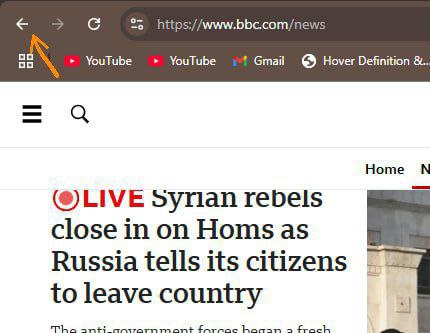 https://www.bbc.com/news
YouTube YouTube Gmail Hover Definition &...
Home N
LIVE Syrian rebels
close in on Homs as
Russia tells its citizens
to leave country
The anti-government forces began a fresh